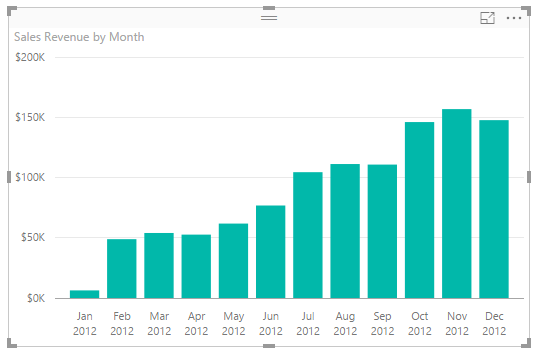 Sales Revenue by Month
$200K
$150K
$100K
$50K
$0K
Jan Feb Mar Apr May Jun Jul Aug Sep Oct Nov Dec
2012 2012 2012 2012 2012 2012 2012 2012 2012 2012 2012 2012